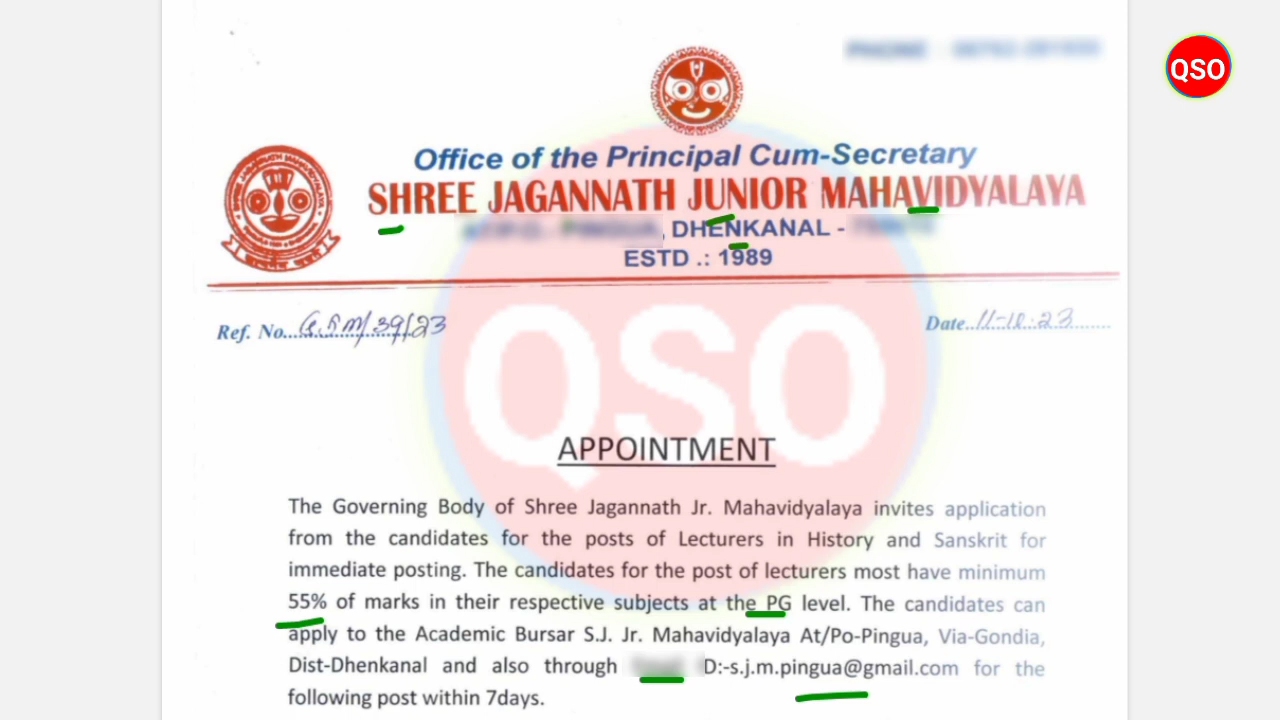 QSO
Office of the Principal Cum-Secretary
SHREE JAGANNATH JUNIOR MAHAVIDYALAYA
, DHENKANAL -
ESTD .: 1989
Ref. No.
39/23
Date..11-10-23
QSO
APPOINTMENT
The Governing Body of Shree Jagannath Jr. Mahavidyalaya invites application
from the candidates for the posts of Lecturers in History and Sanskrit for
immediate posting. The candidates for the post of lecturers most have minimum
55% of marks in their respective subjects at the PG level. The candidates can
apply to the Academic Bursar S.J. Jr. Mahavidyalaya At/Po-Pingua, Via-Gondia,
Dist-Dhenkanal and also through D:-s.j.m.pingua@gmail.com for the
following post within 7days.